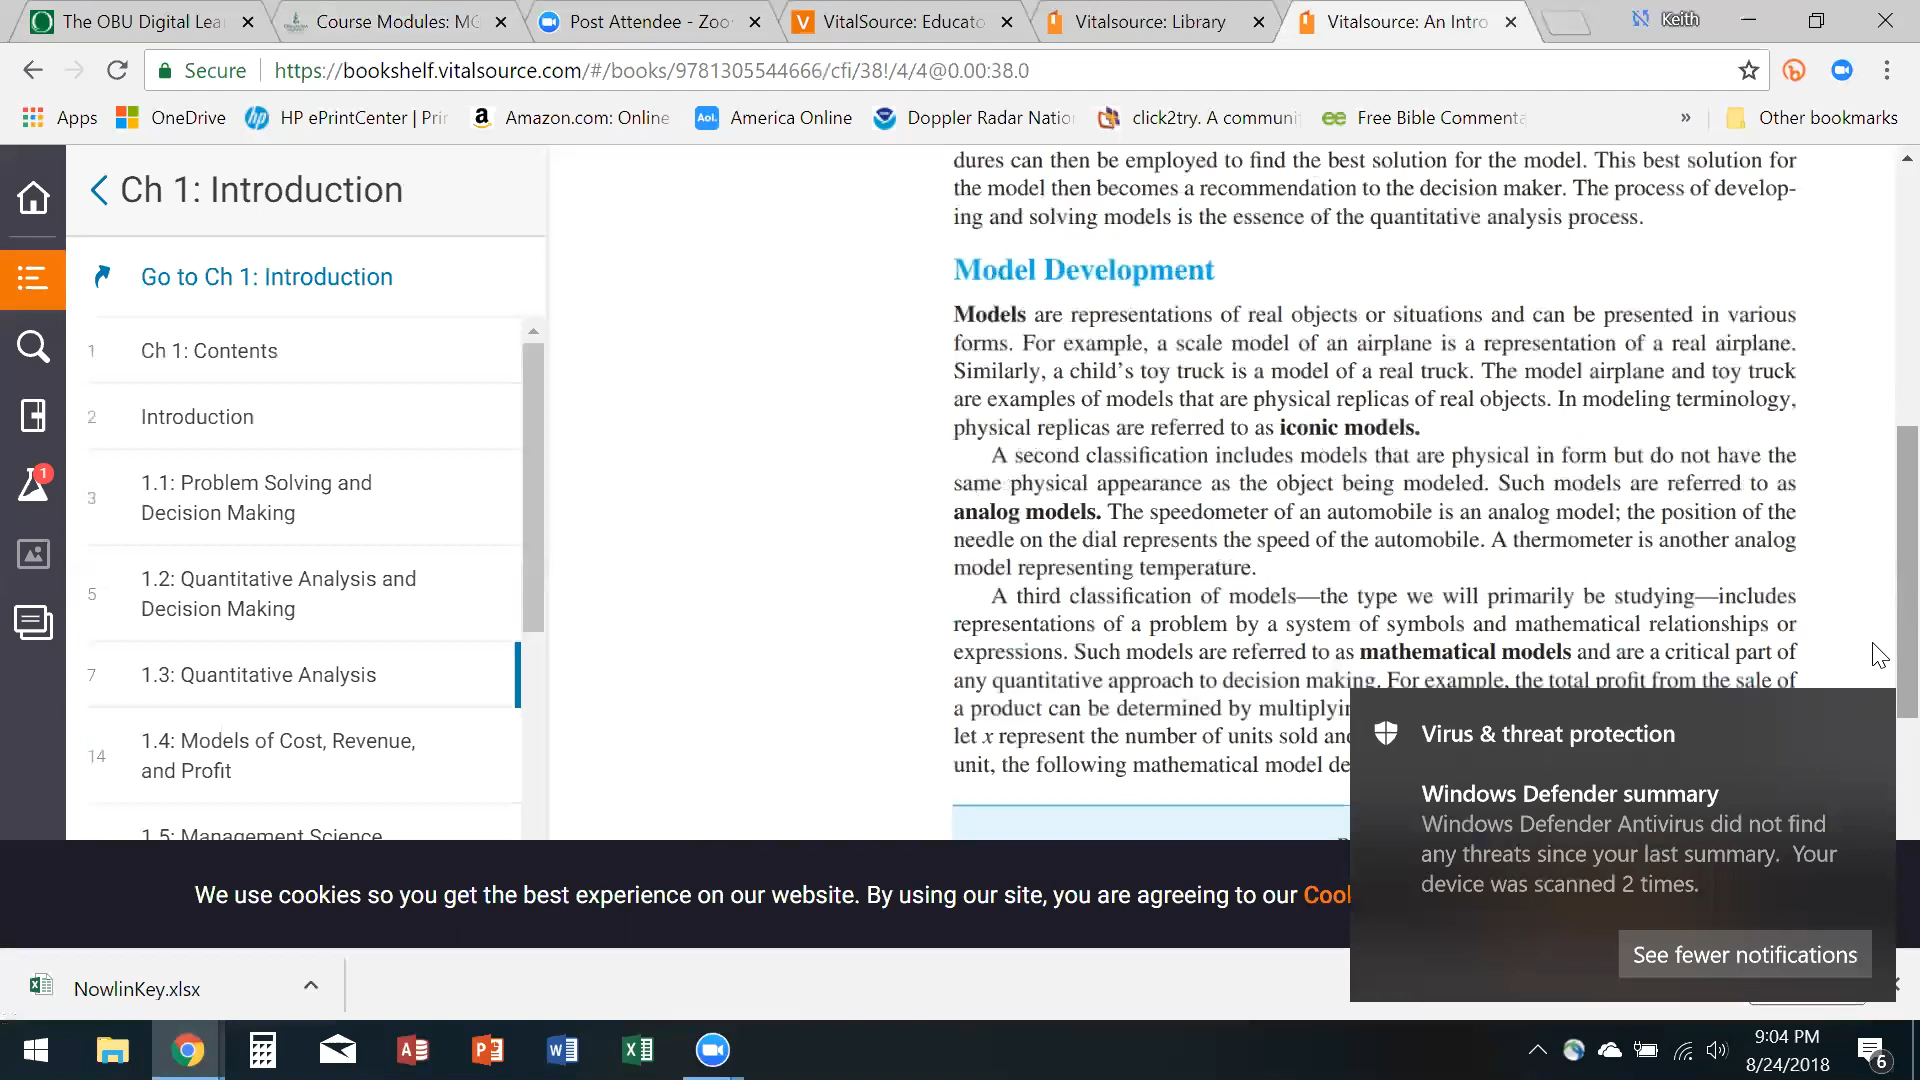 The OBU Digital Lea
Course Modules: MG
Post Attendee - Zoo
VitalSource: Educato
Vitalsource: Library
Vitalsource: An Intro
Keith
Secure
https://bookshelf.vitalsource.com/#/books/9781305544666/cfi/38!/4/4@0.00:38.0
Apps
OneDrive
HP ePrintCenter | Prin
Amazon.com: Online
Aol.
America Online
Doppler Radar Natio
click2try. A communi
Free Bible Commenta
»
Other bookmarks
Ch 1: Introduction
Go to Ch 1: Introduction
1 Ch 1: Contents
2 Introduction
3 1.1: Problem Solving and
Decision Making
5 1.2: Quantitative Analysis and
Decision Making
7 1.3: Quantitative Analysis
14 1.4: Models of Cost, Revenue,
and Profit
1.5: Management Science
1
dures can then be employed to find the best solution for the model. This best solution for
the model then becomes a recommendation to the decision maker. The process of develop-
ing and solving models is the essence of the quantitative analysis process.
Model Development
Models are representations of real objects or situations and can be presented in various
forms. For example, a scale model of an airplane is a representation of a real airplane.
Similarly, a child's toy truck is a model of a real truck. The model airplane and toy truck
are examples of models that are physical replicas of real objects. In modeling terminology,
physical replicas are referred to as iconic models.
A second classification includes models that are physical in form but do not have the
same physical appearance as the object being modeled. Such models are referred to as
analog models. The speedometer of an automobile is an analog model; the position of the
needle on the dial represents the speed of the automobile. A thermometer is another analog
model representing temperature.
A third classification of models—the type we will primarily be studying—includes
representations of a problem by a system of symbols and mathematical relationships or
expressions. Such models are referred to as mathematical models and are a critical part of
any quantitative approach to decision making. For example, the total profit from the sale of
a product can be determined by multiplyin
let x represent the number of units sold and
unit, the following mathematical model de
Virus & threat protection
Windows Defender summary
Windows Defender Antivirus did not find
any threats since your last summary. Your
device was scanned 2 times.
See fewer notifications
We use cookies so you get the best experience on our website. By using our site, you are agreeing to our Cook
NowlinKey.xlsx
9:04 PM
8/24/2018
6